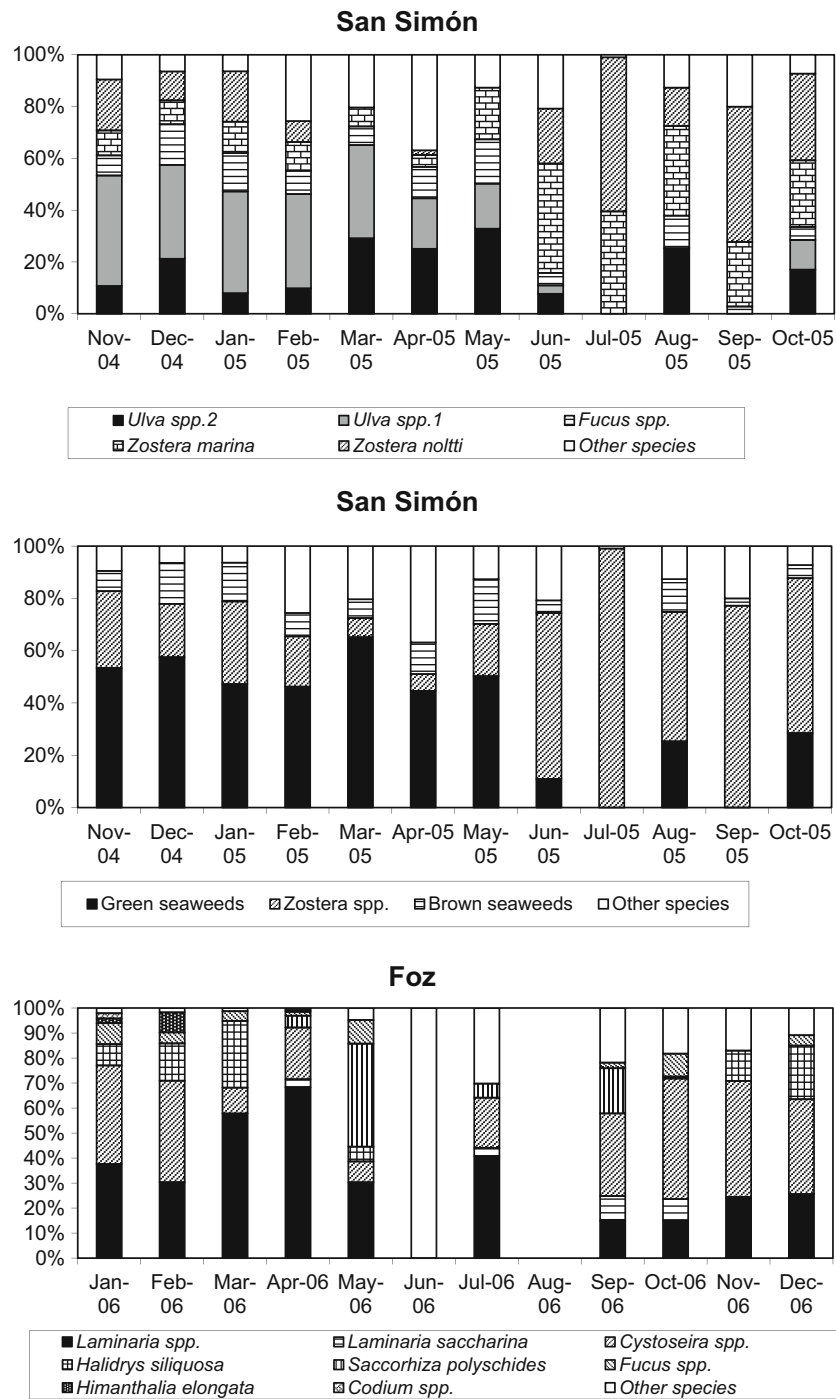 San Simón
100%
80%
60%
40%
20%
0%
Nov-04 Dec-04 Jan-05 Feb-05 Mar-05 Apr-05 May-05 Jun-05 Jul-05 Aug-05 Sep-05 Oct-05
Ulva spp.2 Ulva spp.1 Fucus spp.
Zostera marina Zostera noltti Other species
San Simón
100%
80%
60%
40%
20%
0%
Nov-04 Dec-04 Jan-05 Feb-05 Mar-05 Apr-05 May-05 Jun-05 Jul-05 Aug-05 Sep-05 Oct-05
Green seaweeds Zostera spp. Brown seaweeds Other species
Foz
100%
90%
80%
70%
60%
50%
40%
30%
20%
10%
0%
Jan-06 Feb-06 Mar-06 Apr-06 May-06 Jun-06 Jul-06 Aug-06 Sep-06 Oct-06 Nov-06 Dec-06
Laminaria spp. Laminaria saccharina Cystoseira spp.
Halidrys siliquosa Saccorhiza polyschides Fucus spp.
Himanthalia elongata Codium spp. Other species